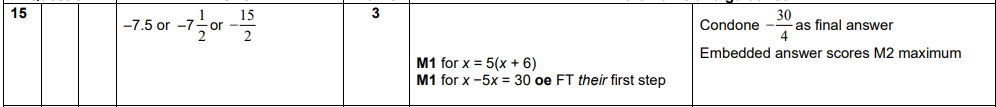 15
–7.5 or –7 1/2 or – 15/2
3
M1 for x = 5(x + 6)
M1 for x –5x = 30 oe FT their first step
Condone – 30/4 as final answer
Embedded answer scores M2 maximum